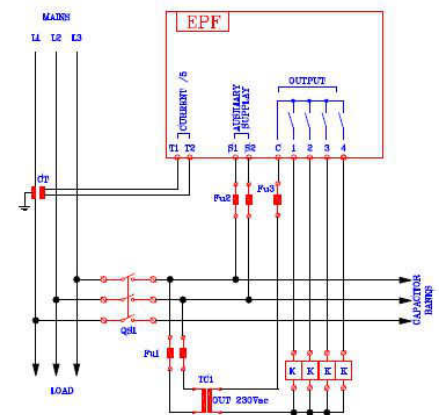 MAINS
L1 L2 L3
EPF
CURRENT /5
AUXILIARY
SUPPLAY
OUTPUT
T1 T2 S1 S2 C 1 2 3 4
CT
Fu2
Fu3
QS1
CAPACITOR
BANKS
Fu1
LOAD
TC1
OUT 230Vac
K K K K